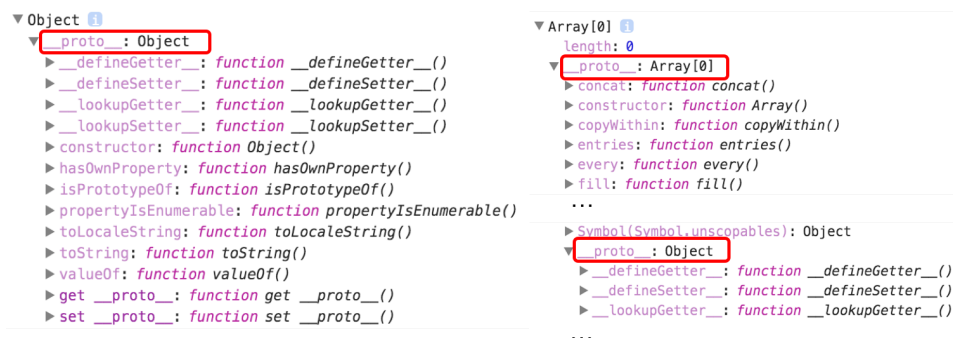 Object i
__proto__: Object
__defineGetter__: function __defineGetter__()
__defineSetter__: function __defineSetter__()
__lookupGetter__: function __lookupGetter__()
__lookupSetter__: function __lookupSetter__()
constructor: function Object()
hasOwnProperty: function hasOwnProperty()
isPrototypeOf: function isPrototypeOf()
propertyIsEnumerable: function propertyIsEnumerable()
toLocaleString: function toLocaleString()
toString: function toString()
valueOf: function valueOf()
get __proto__: function get __proto__()
set __proto__: function set __proto__()
Array[0] i
length: 0
__proto__: Array[0]
concat: function concat()
constructor: function Array()
copyWithin: function copyWithin()
entries: function entries()
every: function every()
fill: function fill()
...
Symbol(Symbol.unscopables): Object
__proto__: Object
__defineGetter__: function __defineGetter__()
__defineSetter__: function __defineSetter__()
__lookupGetter__: function __lookupGetter__()
...